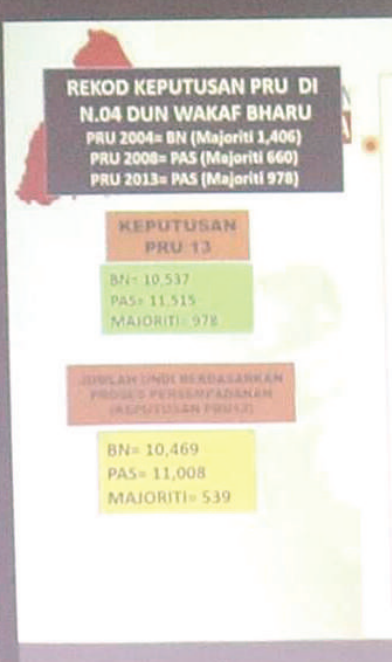 REKOD KEPUTUSAN PRU DI
N.04 DUN WAKAF BHARU
PRU 2004= BN (Majoriti 1,406)
PRU 2008= PAS (Majoriti 660)
PRU 2013= PAS (Majoriti 978)
KEPUTUSAN
PRU 13
BN= 10,537
PAS= 11,515
MAJORITI= 978
JUMLAH UNDI BERDASARKAN
PROSES PERSEMPADANAN
(KEPUTUSAN PRU13)
BN= 10,469
PAS= 11,008
MAJORITI= 539